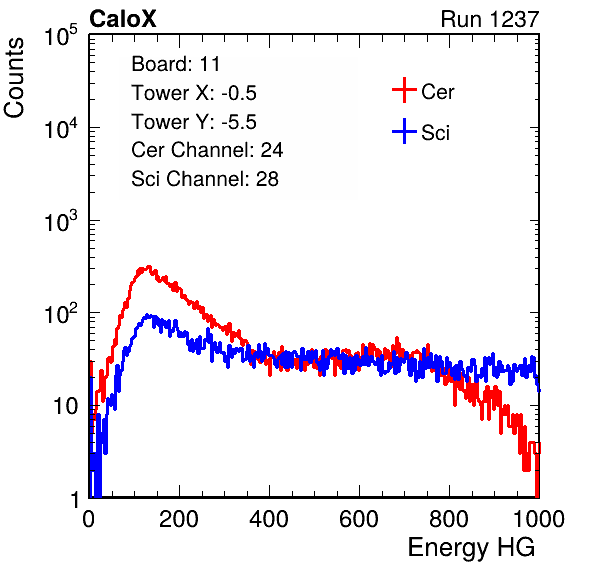 CaloX Run 1237
Counts
10^5
10^4
10^3
10^2
10
1
Board: 11
Tower X: -0.5
Tower Y: -5.5
Cer Channel: 24
Sci Channel: 28
Cer
Sci
0 200 400 600 800 1000
Energy HG